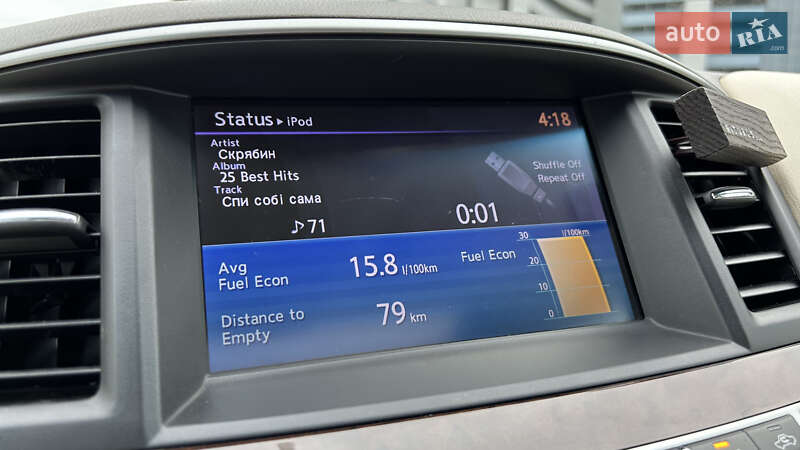 auto RIA
Status ▸ iPod 4:18
Artist
Скрябин
Album
25 Best Hits
Track
Спи собі сама
♪71 0:01
Shuffle Off
Repeat Off
Avg
Fuel Econ
15.8 l/100km
Distance to
Empty
79 km
Fuel Econ
l/100km
30
20
10
0